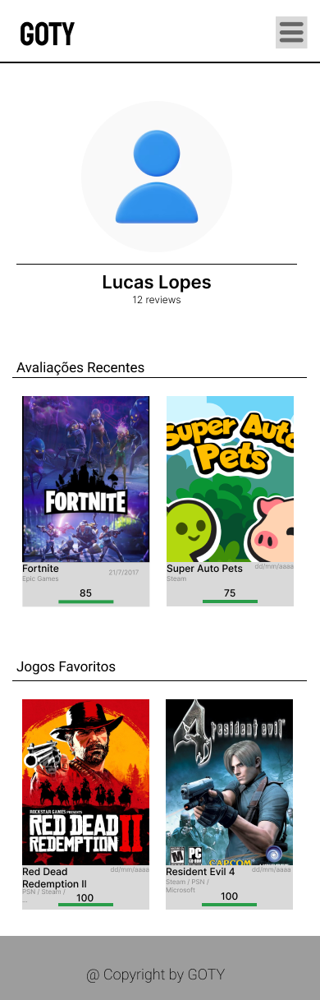 GOTY
Lucas Lopes
12 reviews
Avaliações Recentes
FORTNITE
Fortnite
21/7/2017
Epic Games
85
Super Auto
Pets
Super Auto Pets
dd/mm/aaaa
Steam
75
Jogos Favoritos
ROCKSTAR GAMES PRESENTS
RED DEAD
REDEMPTION II
Red Dead
dd/mm/aaaa
Redemption II
PSN / Steam /
...
100
4 resident evil
M PC
CD-ROM
CAPCOM
Resident Evil 4
dd/mm/aaaa
Steam / PSN /
Microsoft
100
@ Copyright by GOTY